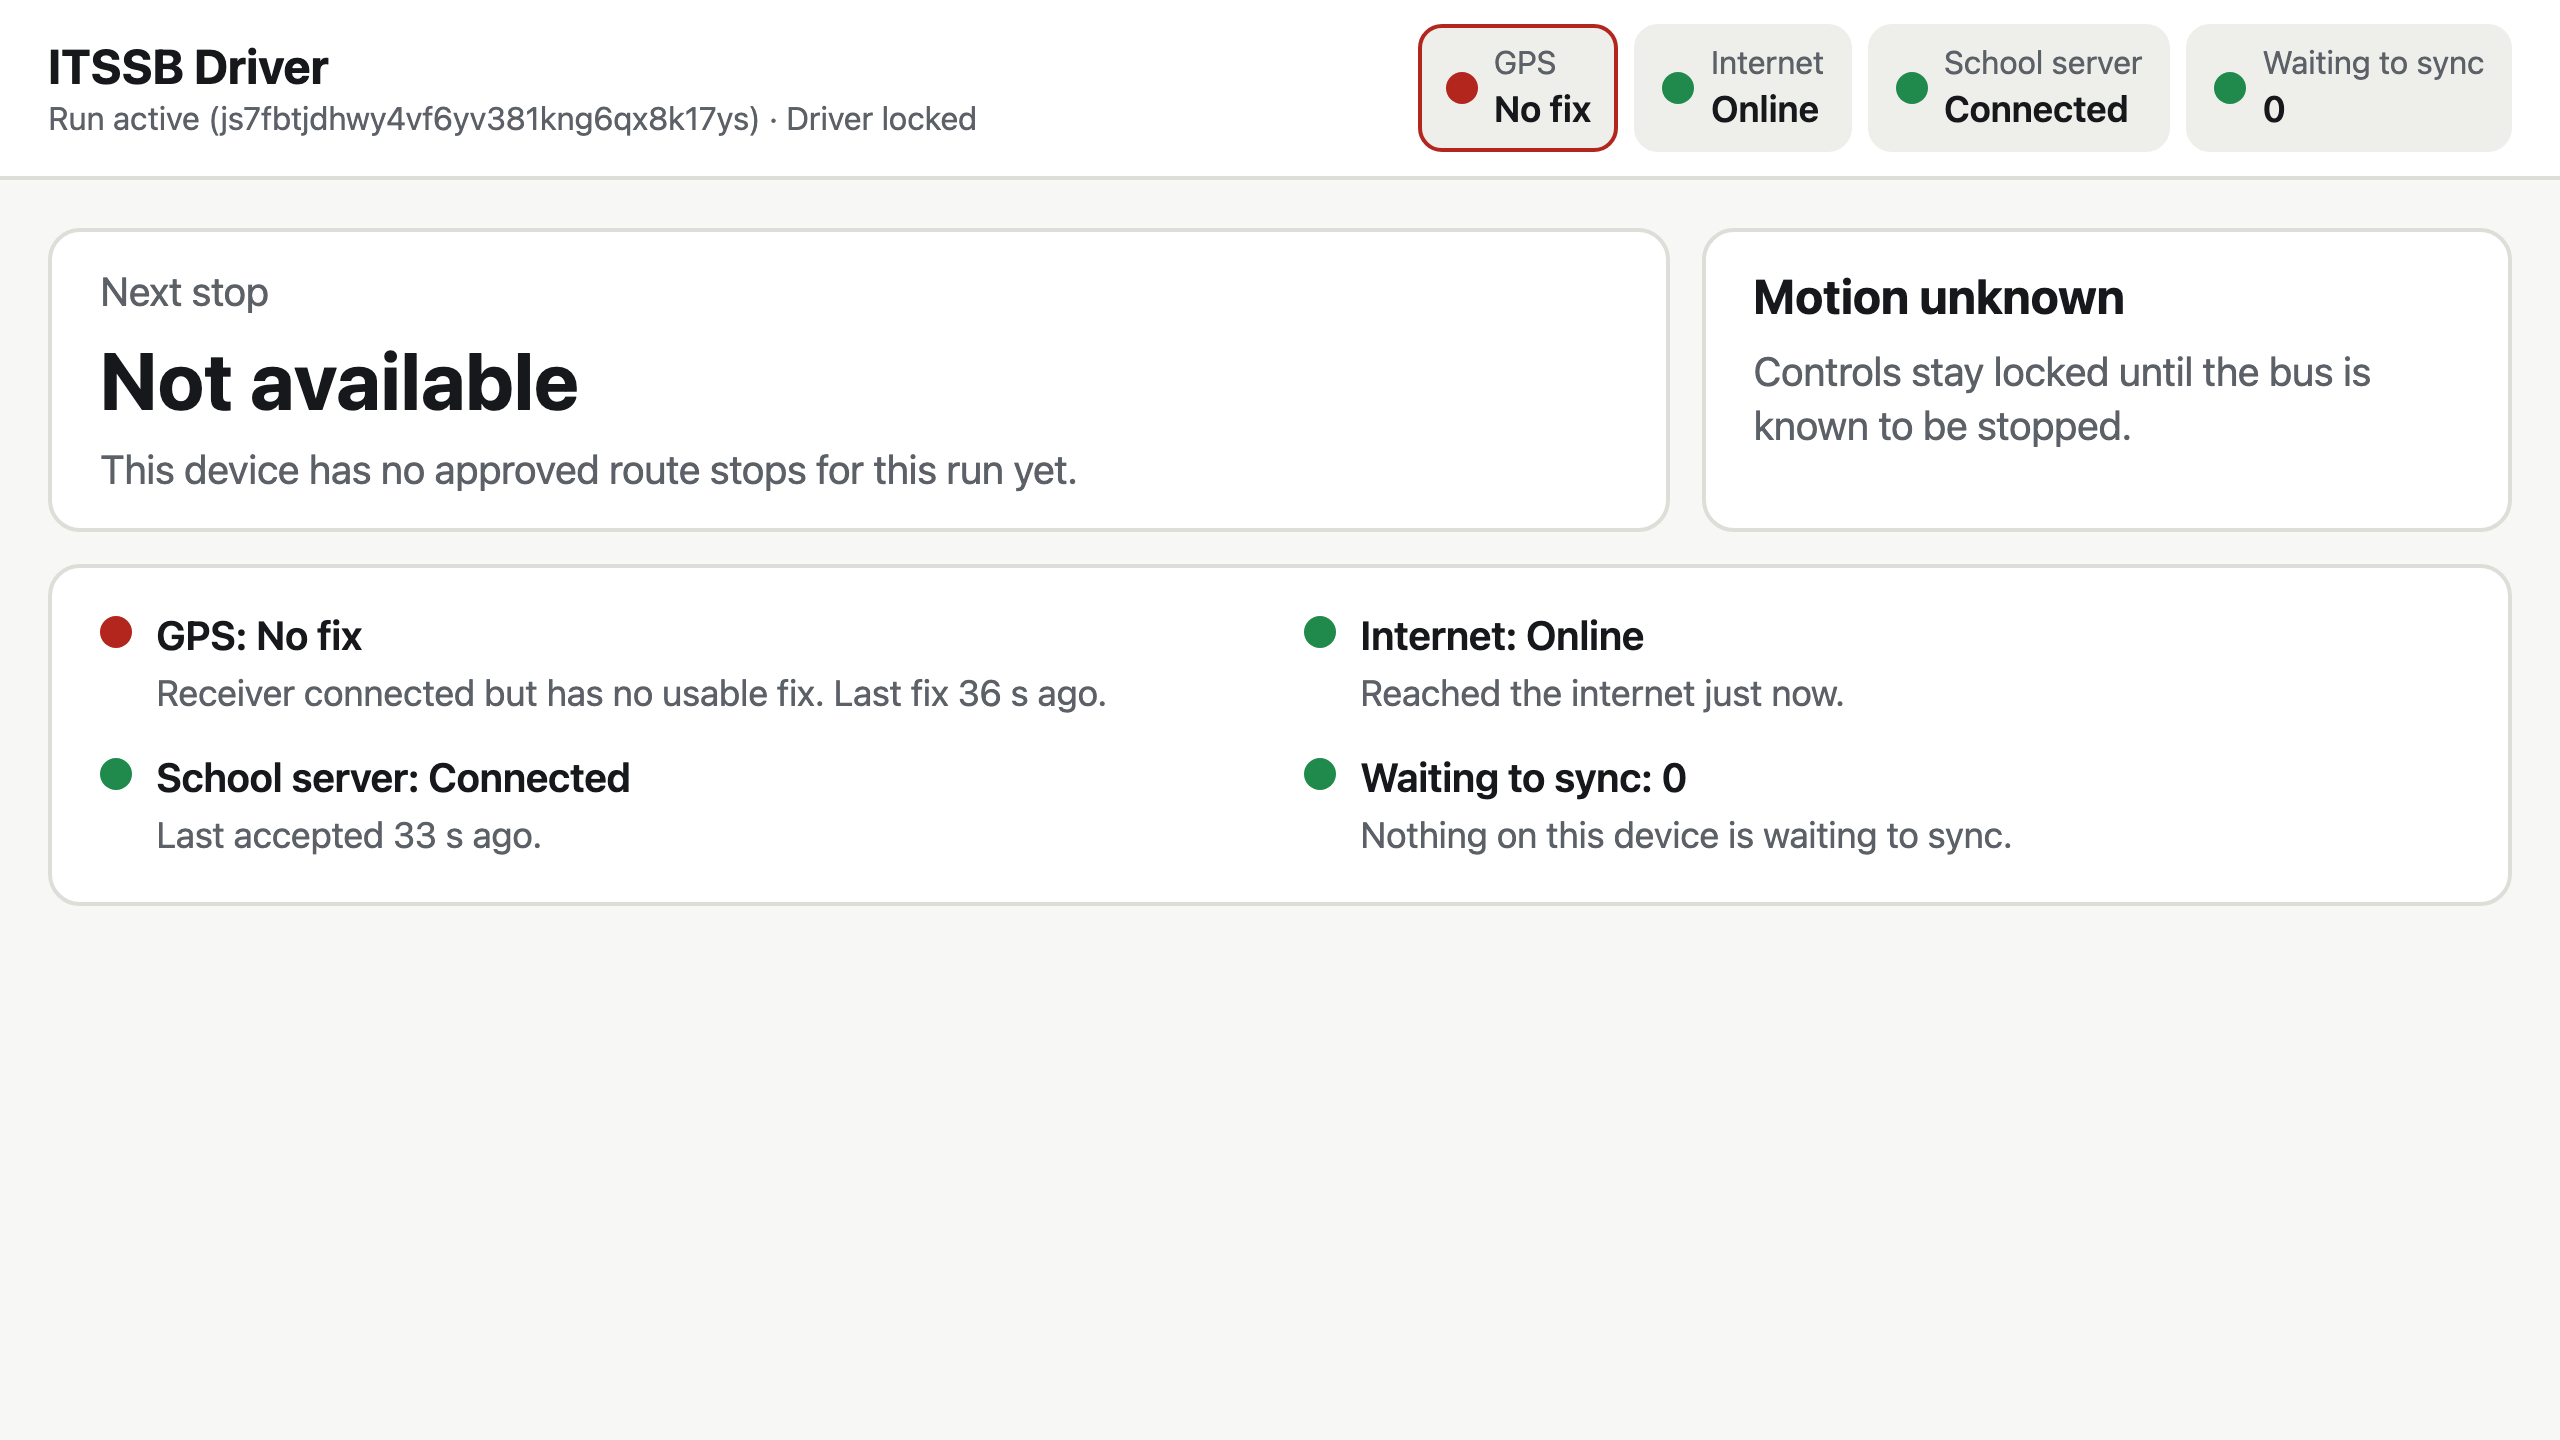 ITSSB Driver
Run active (js7fbtjdhwy4vf6yv381kng6qx8k17ys) · Driver locked
GPS
No fix
Internet
Online
School server
Connected
Waiting to sync
0
Next stop
Not available
This device has no approved route stops for this run yet.
Motion unknown
Controls stay locked until the bus is
known to be stopped.
GPS: No fix
Receiver connected but has no usable fix. Last fix 36 s ago.
Internet: Online
Reached the internet just now.
School server: Connected
Last accepted 33 s ago.
Waiting to sync: 0
Nothing on this device is waiting to sync.